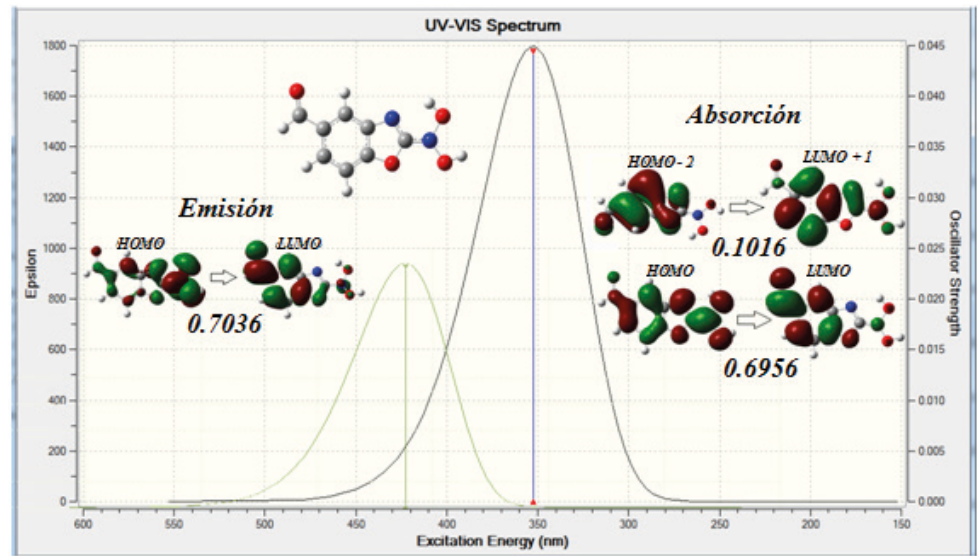 UV-VIS Spectrum
Epsilon
1800
1600
1400
1200
1000
800
600
400
200
0
Oscillator Strength
0.045
0.040
0.035
0.030
0.025
0.020
0.015
0.010
0.005
0.000
Emisión
HOMO
LUMO
0.7036
Absorción
HOMO - 2
LUMO + 1
0.1016
HOMO
LUMO
0.6956
600 550 500 450 400 350 300 250 200 150
Excitation Energy (nm)